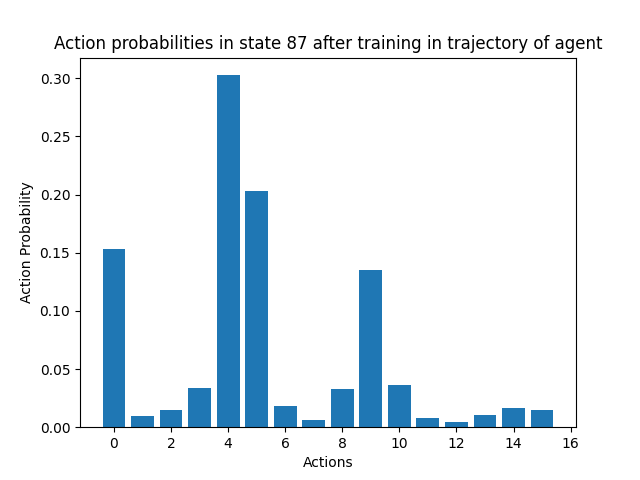 Action probabilities in state 87 after training in trajectory of agent
0.30
0.25
0.20
0.15
0.10
0.05
0.00
Action Probability
0 2 4 6 8 10 12 14 16
Actions